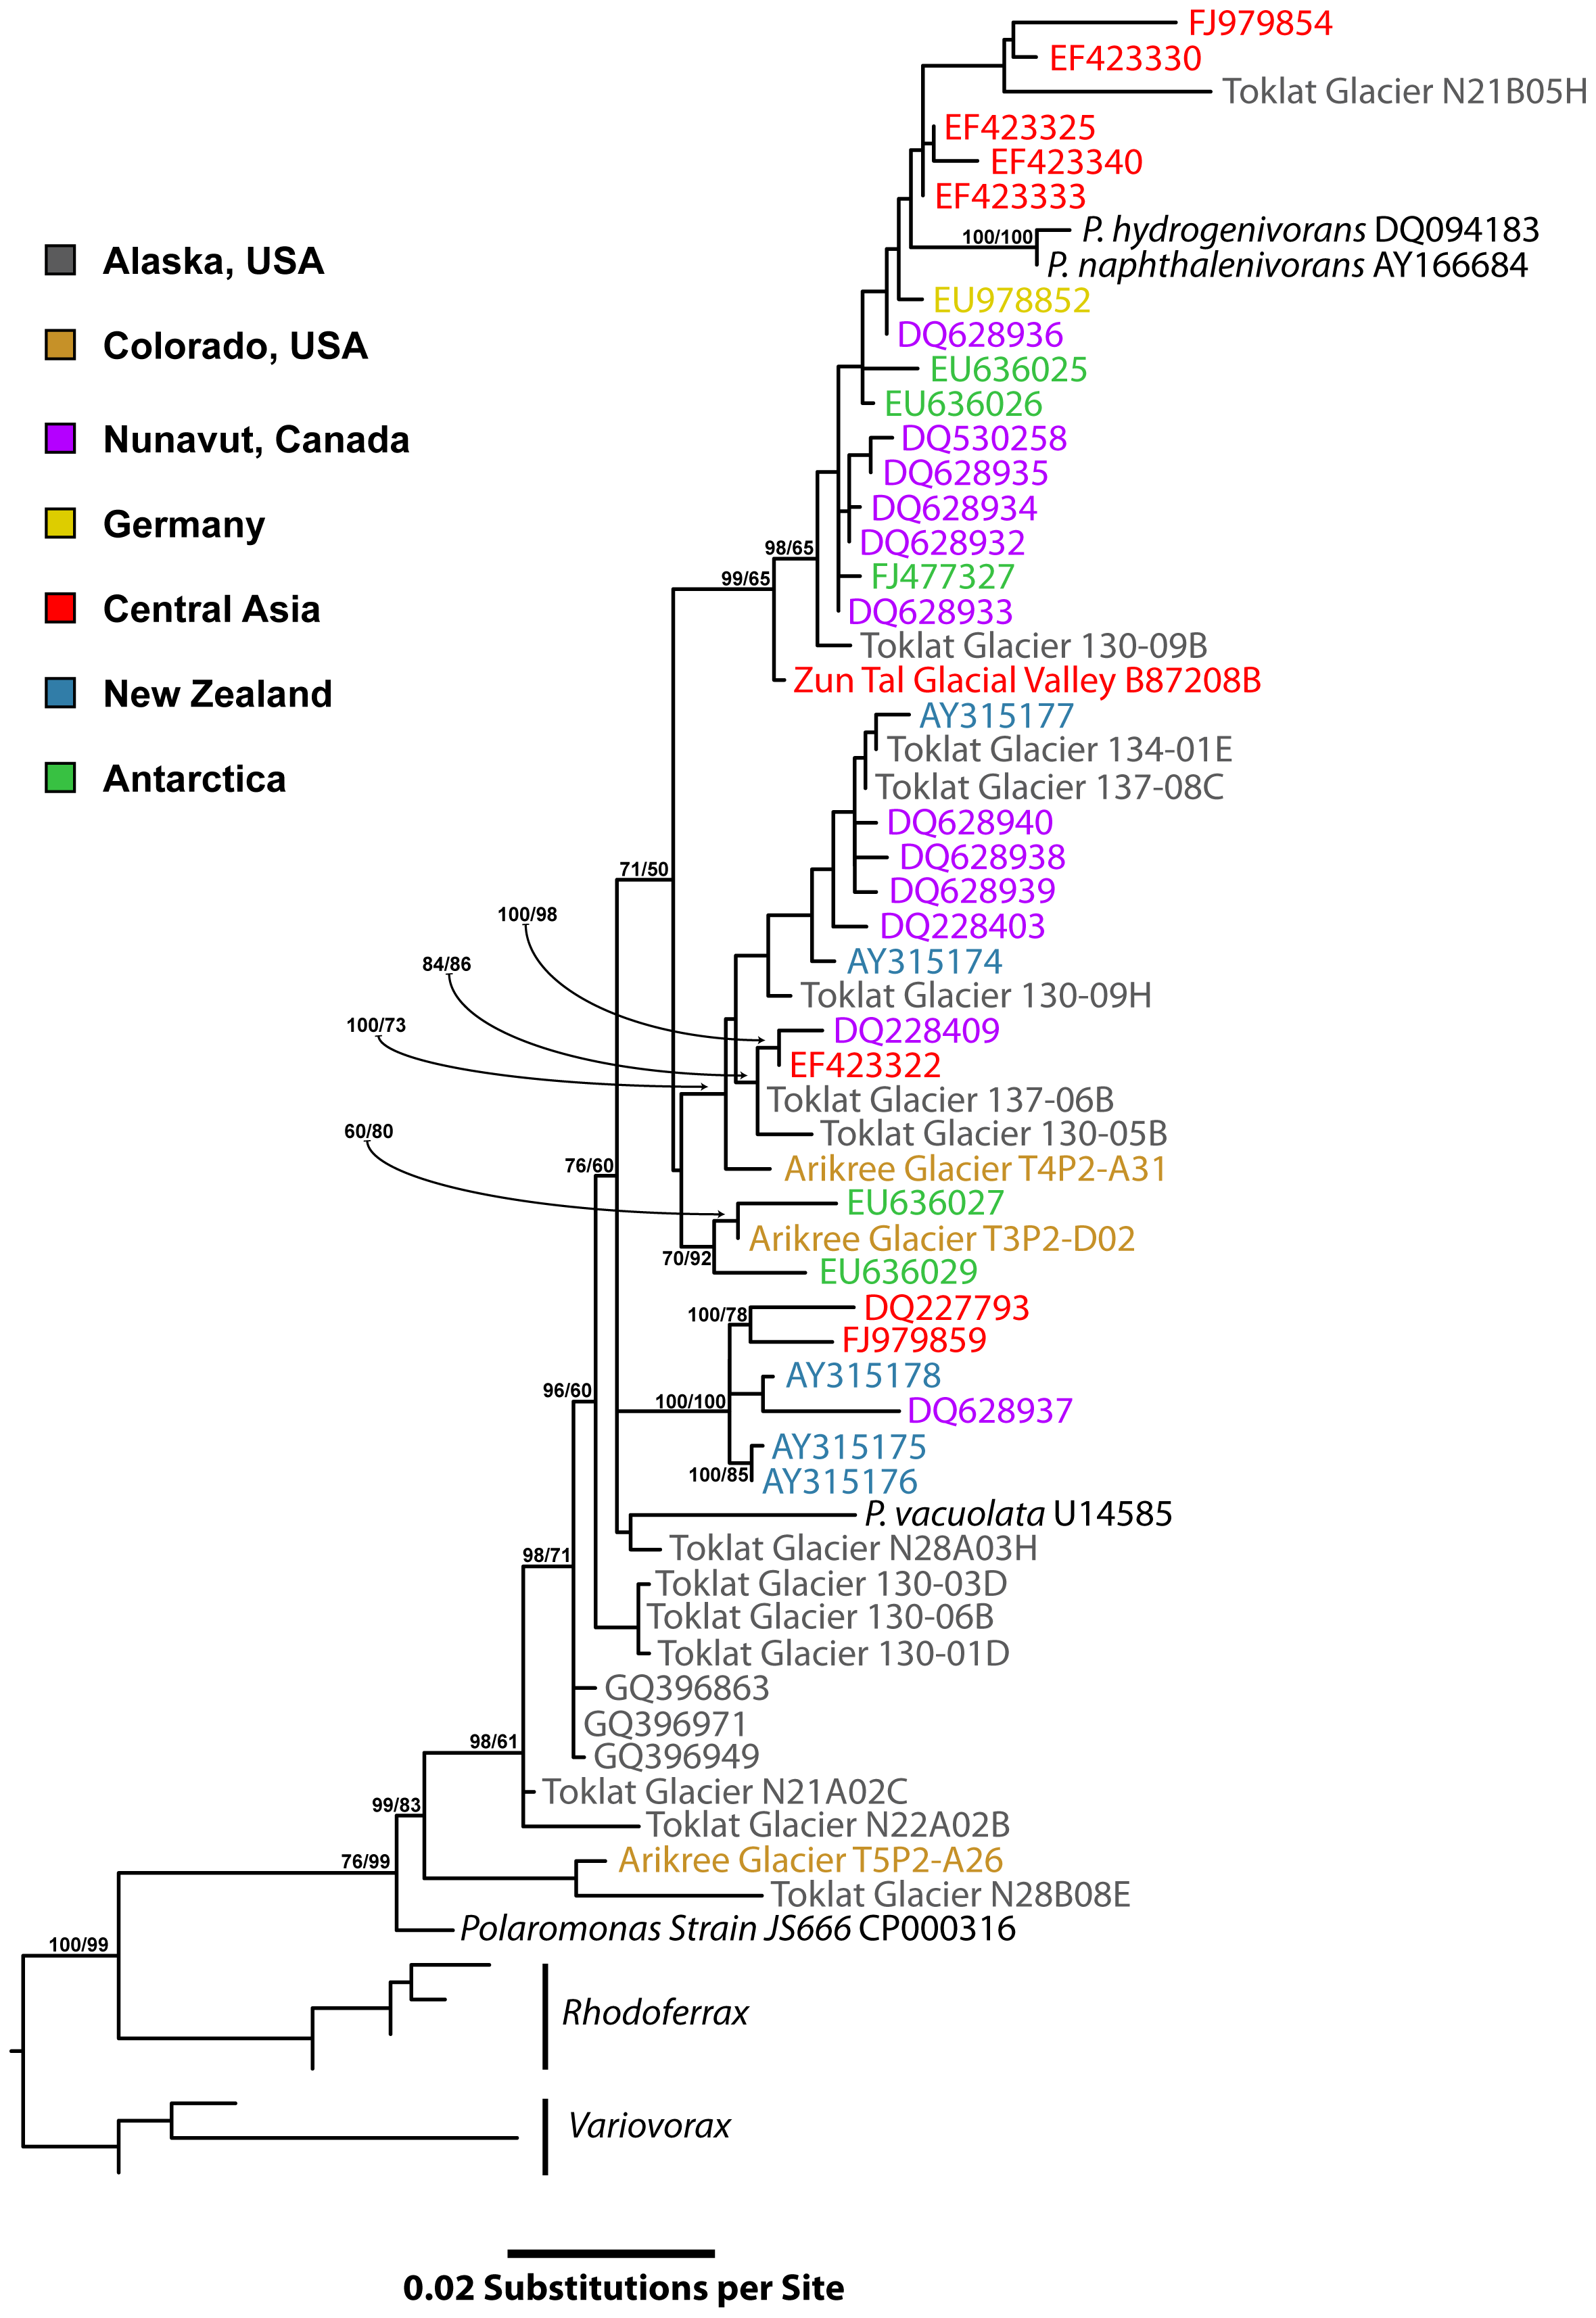 FJ979854
EF423330
Toklat Glacier N21B05H
EF423325
EF423340
EF423333
100/100
P. hydrogenivorans DQ094183
P. naphthalenivorans AY166684
Alaska, USA
Colorado, USA
Nunavut, Canada
Germany
Central Asia
New Zealand
Antarctica
EU978852
DQ628936
EU636025
EU636026
DQ530258
DQ628935
DQ628934
DQ628932
98/65
FJ477327
99/65
DQ628933
Toklat Glacier 130-09B
Zun Tal Glacial Valley B87208B
AY315177
Toklat Glacier 134-01E
Toklat Glacier 137-08C
DQ628940
DQ628938
71/50
DQ628939
100/98
DQ228403
84/86
AY315174
Toklat Glacier 130-09H
100/73
DQ228409
EF423322
Toklat Glacier 137-06B
60/80
Toklat Glacier 130-05B
76/60
Arikree Glacier T4P2-A31
EU636027
Arikree Glacier T3P2-D02
70/92
EU636029
100/78
DQ227793
FJ979859
AY315178
96/60
100/100
DQ628937
AY315175
100/85
AY315176
P. vacuolata U14585
98/71
Toklat Glacier N28A03H
Toklat Glacier 130-03D
Toklat Glacier 130-06B
Toklat Glacier 130-01D
GQ396863
GQ396971
98/61
GQ396949
Toklat Glacier N21A02C
99/83
Toklat Glacier N22A02B
76/99
Arikree Glacier T5P2-A26
Toklat Glacier N28B08E
Polaromonas Strain JS666 CP000316
100/99
Rhodoferrax
Variovorax
0.02 Substitutions per Site